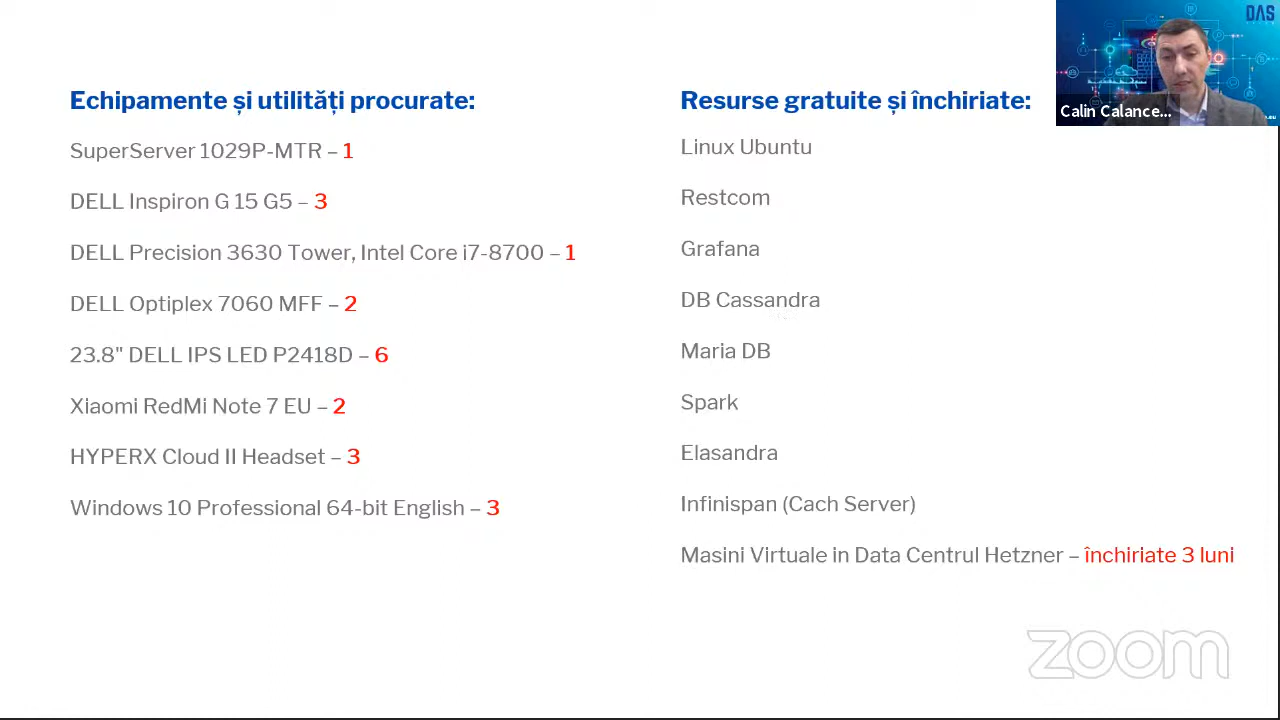 Echipamente și utilități procurate:
SuperServer 1029P-MTR – 1
DELL Inspiron G 15 G5 – 3
DELL Precision 3630 Tower, Intel Core i7-8700 – 1
DELL Optiplex 7060 MFF – 2
23.8" DELL IPS LED P2418D – 6
Xiaomi RedMi Note 7 EU – 2
HYPERX Cloud II Headset – 3
Windows 10 Professional 64-bit English – 3
Resurse gratuite și închiriate:
Linux Ubuntu
Restcom
Grafana
DB Cassandra
Maria DB
Spark
Elasandra
Infinispan (Cach Server)
Masini Virtuale in Data Centrul Hetzner – închiriate 3 luni
DAS
Calin Calance...
zoom